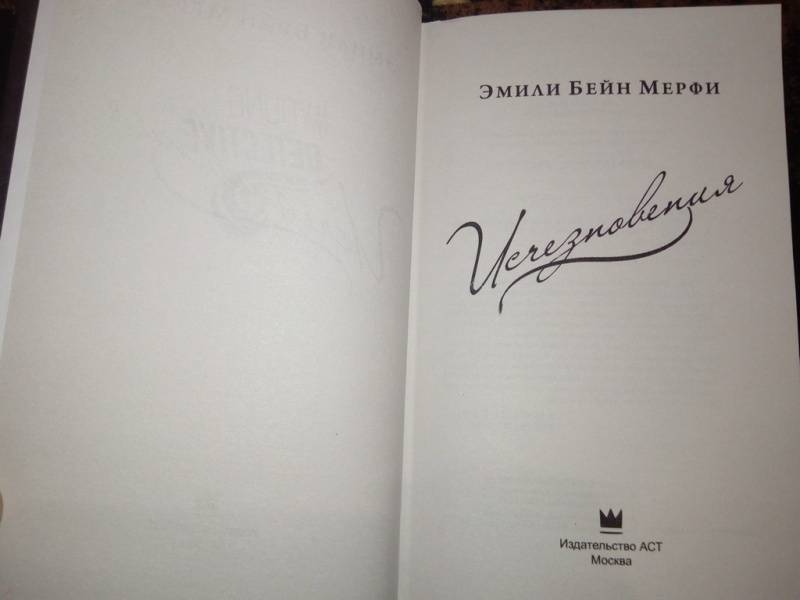 ЭМИЛИ БЕЙН МЕРФИ
Исчезновения
Издательство АСТ
Москва